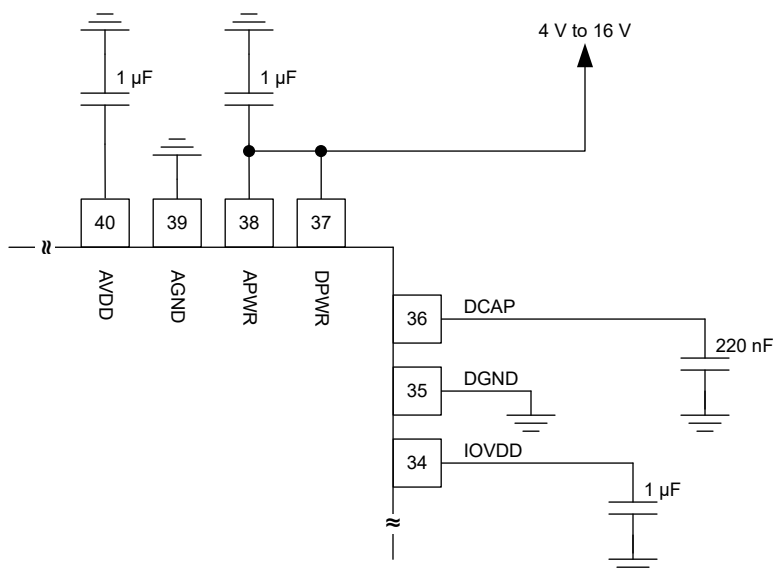 4 V to 16 V
1 µF
1 µF
40
39
38
37
AVDD
AGND
APWR
DPWR
36
DCAP
220 nF
35
DGND
34
IOVDD
1 µF